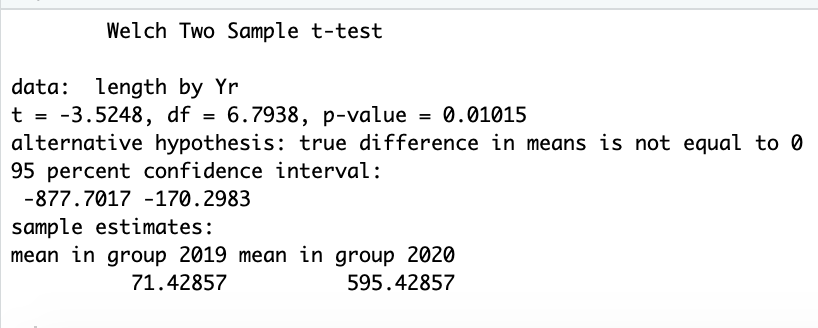 Welch Two Sample t-test
data:  length by Yr
t = -3.5248, df = 6.7938, p-value = 0.01015
alternative hypothesis: true difference in means is not equal to 0
95 percent confidence interval:
 -877.7017 -170.2983
sample estimates:
mean in group 2019 mean in group 2020
          71.42857          595.42857